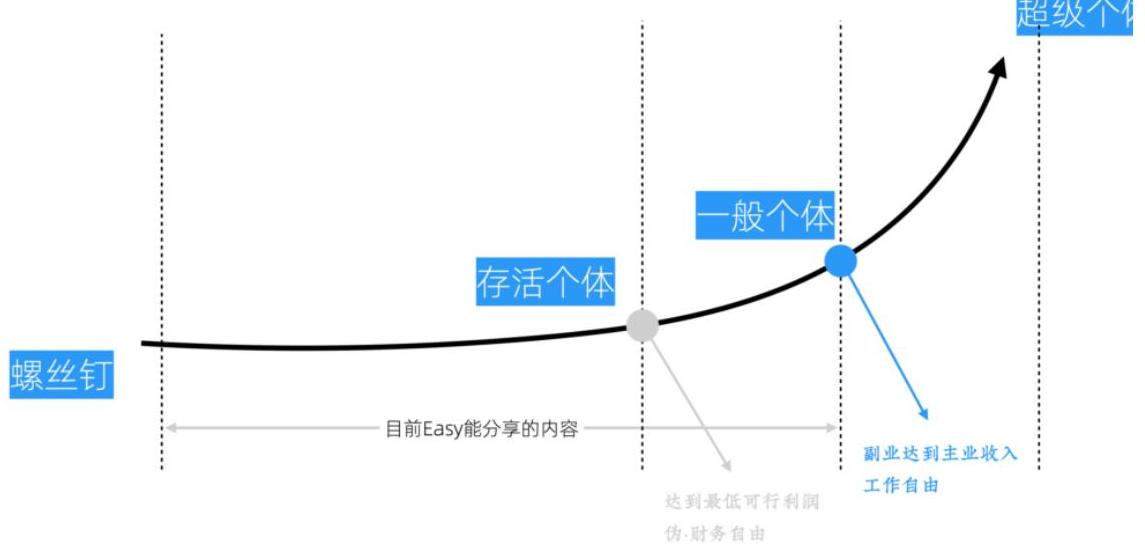 超级个体
一般个体
存活个体
螺丝钉
目前Easy能分享的内容
副业达到主业收入
工作自由
达到最低可行利润
伪.财务自由